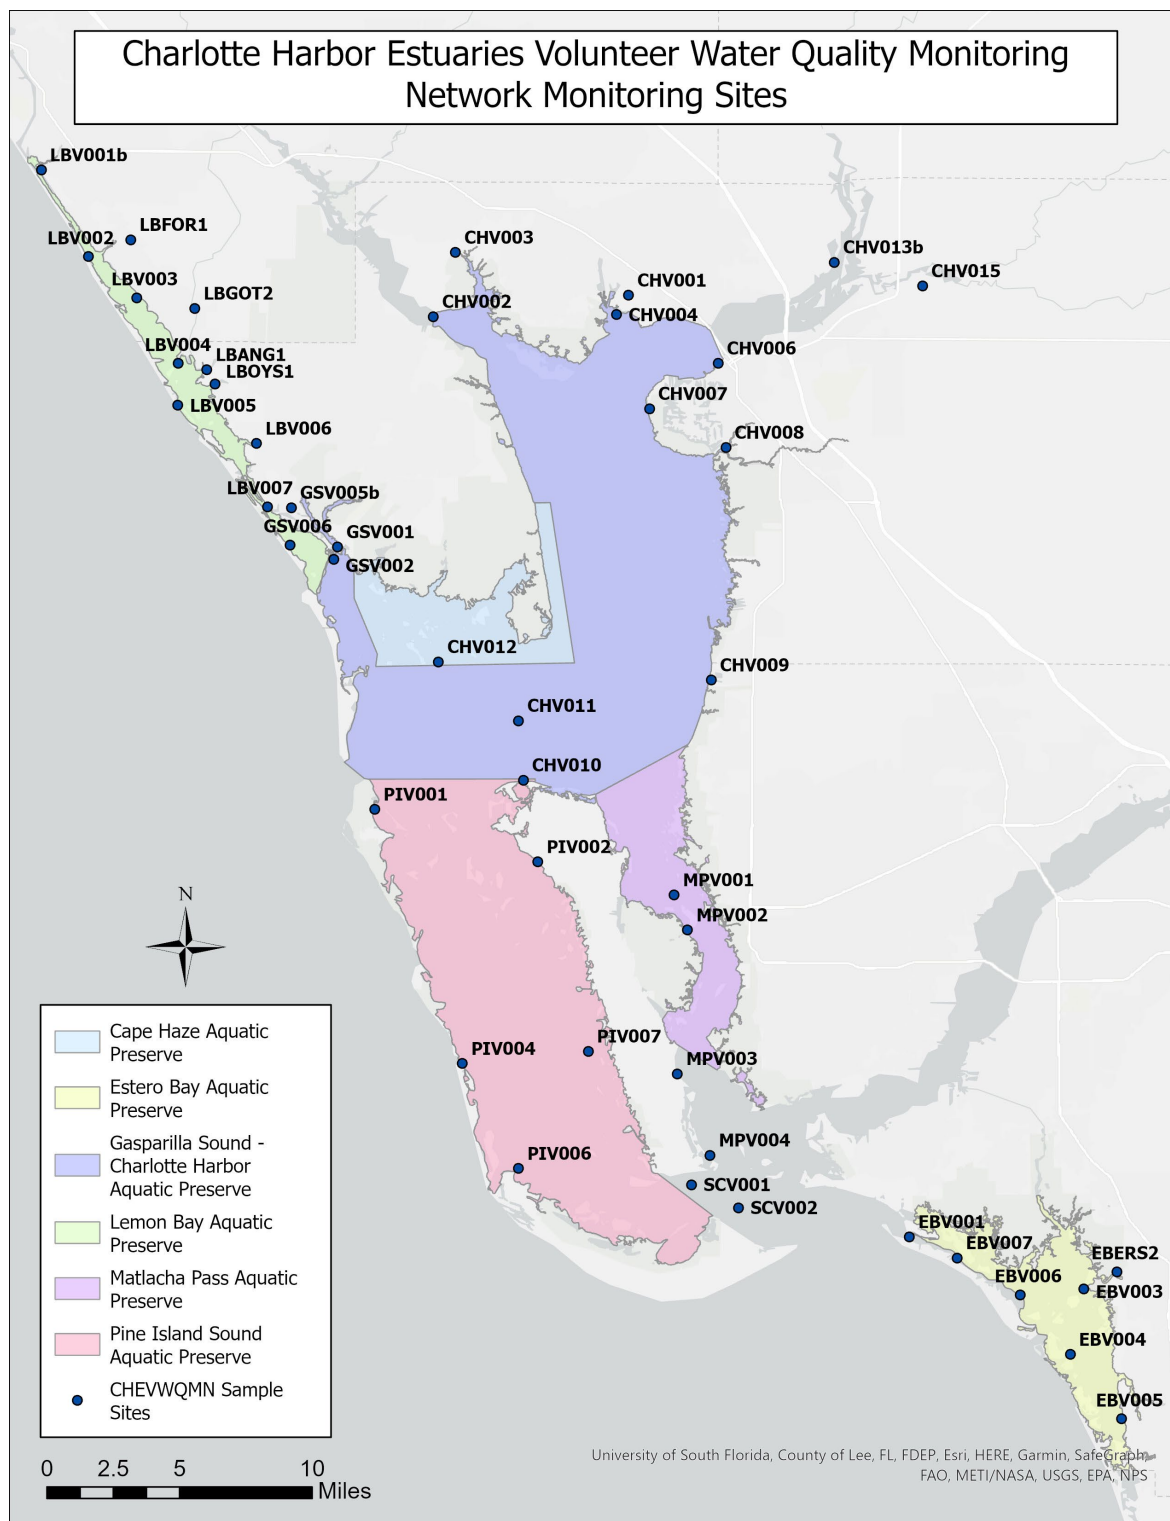 Charlotte Harbor Estuaries Volunteer Water Quality Monitoring
Network Monitoring Sites
LBV001b
LBFOR1
LBV002
CHV003
CHV013b
LBV003
CHV015
LBGOT2
CHV001
CHV002
CHV004
LBV004
LBANG1
CHV006
LBOYS1
CHV007
LBV005
LBV006
CHV008
LBV007
GSV005b
GSV006
GSV001
GSV002
CHV012
CHV009
CHV011
CHV010
PIV001
PIV002
MPV001
MPV002
N
PIV007
PIV004
MPV003
MPV004
PIV006
SCV001
SCV002
EBV001
EBV007
EBERS2
EBV006
EBV003
EBV004
EBV005
Cape Haze Aquatic
Preserve
Estero Bay Aquatic
Preserve
Gasparilla Sound -
Charlotte Harbor
Aquatic Preserve
Lemon Bay Aquatic
Preserve
Matlacha Pass Aquatic
Preserve
Pine Island Sound
Aquatic Preserve
CHEVWQMN Sample
Sites
0 2.5 5 10
Miles
University of South Florida, County of Lee, FL, FDEP, Esri, HERE, Garmin, SafeGraph,
FAO, METI/NASA, USGS, EPA, NPS